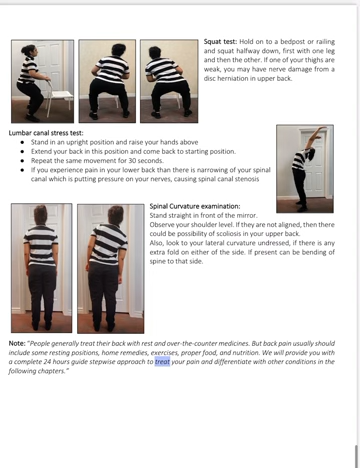 Squat test: Hold on to a bedpost or railing
and squat halfway down, first with one leg
and then the other. If one of your thighs are
weak, you may have nerve damage from a
disc herniation in upper back.
Lumbar canal stress test:
● Stand in an upright position and raise your hands above
● Extend your back in this position and come back to starting position.
● Repeat the same movement for 30 seconds.
● If you experience pain in your lower back than there is narrowing of your spinal
canal which is putting pressure on your nerves, causing spinal canal stenosis
Spinal Curvature examination:
Stand straight in front of the mirror.
Observe your shoulder level. If they are not aligned, then there
could be possibility of scoliosis in your upper back.
Also, look to your lateral curvature undressed, if there is any
extra fold on either of the side. If present can be bending of
spine to that side.
Note: "People generally treat their back with rest and over-the-counter medicines. But back pain usually should
include some resting positions, home remedies, exercises, proper food, and nutrition. We will provide you with
a complete 24 hours guide stepwise approach to treat your pain and differentiate with other conditions in the
following chapters."